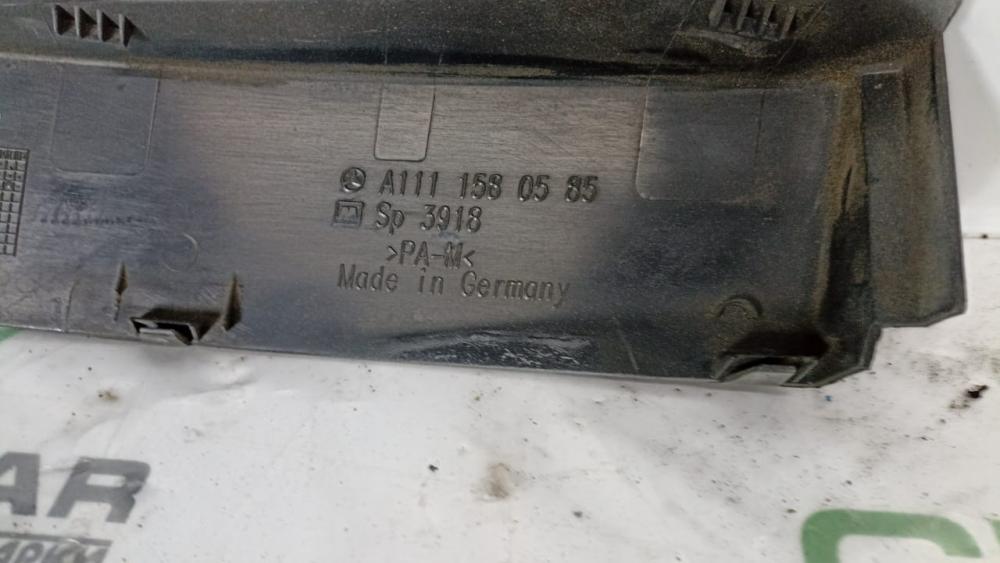 A111 158 05 85
Sp 3918
>PA-M<
Made in Germany
AR